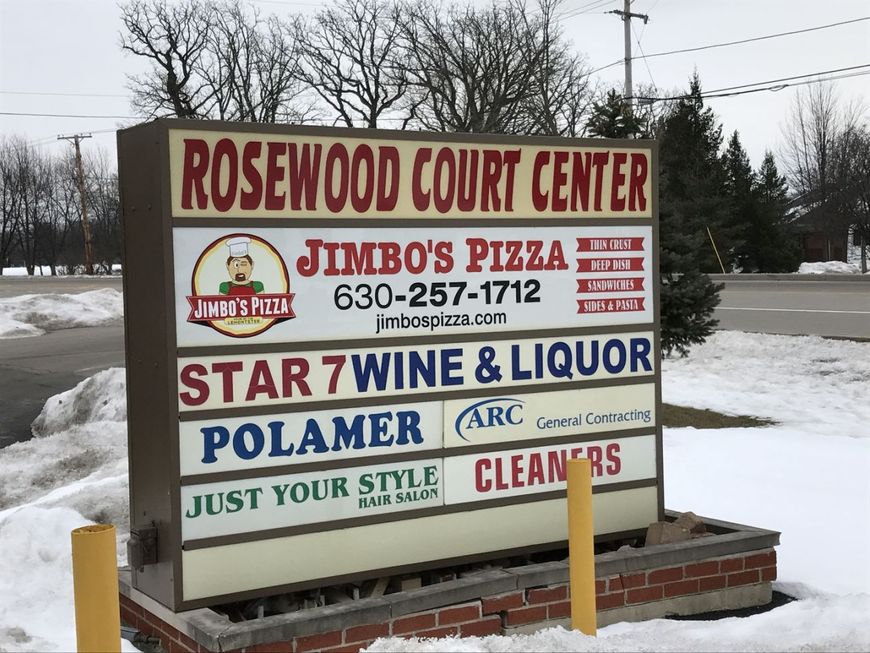 ROSEWOOD COURT CENTER
JIMBO'S PIZZA
JIMBO'S PIZZA
630-257-1712
jimbospizza.com
THIN CRUST
DEEP DISH
SANDWICHES
SIDES & PASTA
STAR 7 WINE & LIQUOR
POLAMER
ARC General Contracting
JUST YOUR STYLE
HAIR SALON
CLEANERS